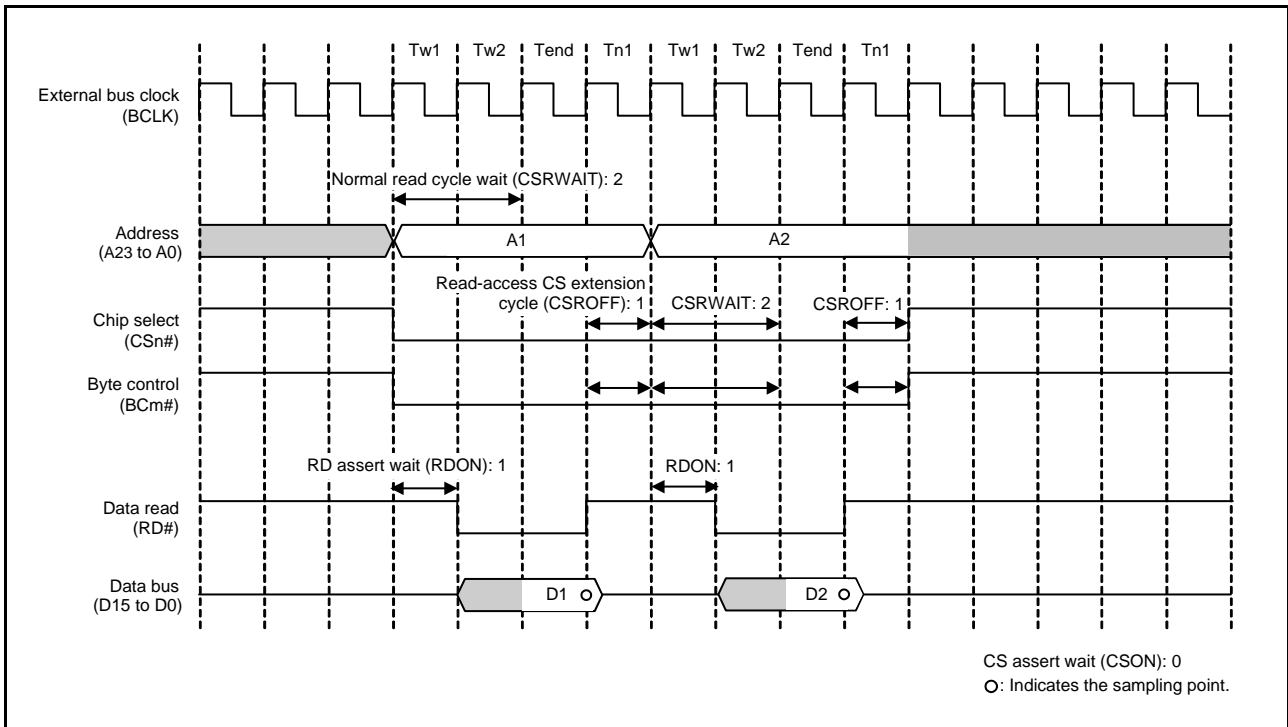 Tw1 Tw2 Tend Tn1 Tw1 Tw2 Tend Tn1
External bus clock
(BCLK)
Normal read cycle wait (CSRWAIT): 2
Address
(A23 to A0)
A1 A2
Read-access CS extension
cycle (CSROFF): 1 CSRWAIT: 2 CSROFF: 1
Chip select
(CSn#)
Byte control
(BCm#)
RD assert wait (RDON): 1 RDON: 1
Data read
(RD#)
Data bus
(D15 to D0)
D1 D2
CS assert wait (CSON): 0
O: Indicates the sampling point.